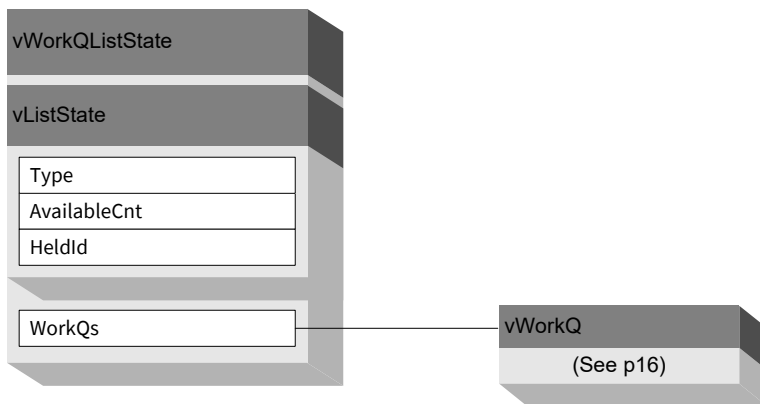 vWorkQListState
vListState
Type
AvailableCnt
HeldId
WorkQs
vWorkQ
(See p16)